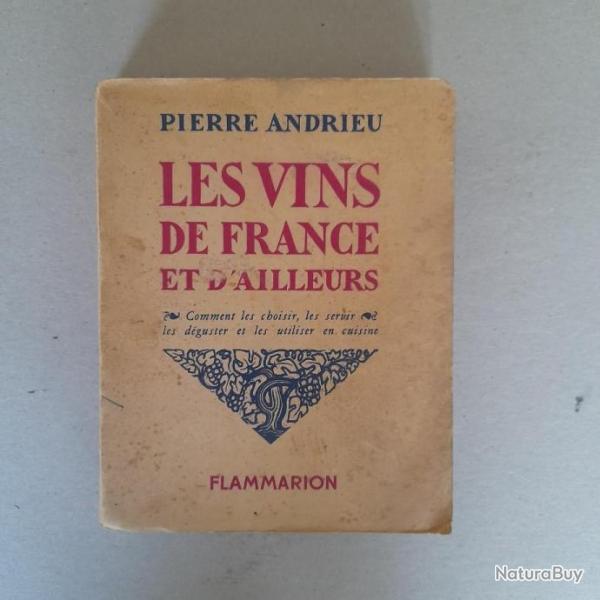 PIERRE ANDRIEU
LES VINS
DE FRANCE
ET D'AILLEURS
Comment les choisir, les servir
les déguster et les utiliser en cuisine
FLAMMARION
NaturaBuy